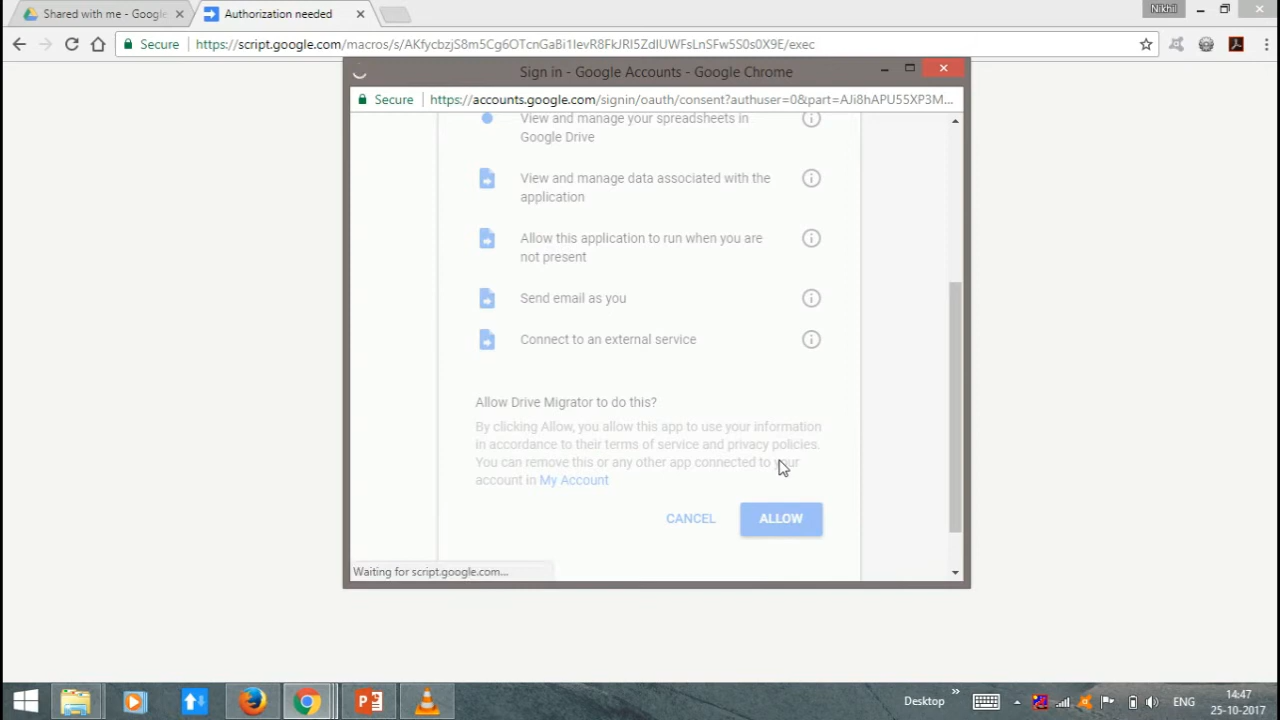 Shared with me - Google
Authorization needed
Nikhil
Secure
https://script.google.com/macros/s/AKfycbzjS8m5Cg6OTctGaBi1IevR8FkJRI5ZdIUWFsLnSFw5S0s0X9E/exec
Sign in - Google Accounts - Google Chrome
Secure
https://accounts.google.com/signin/oauth/consent?authuser=0&part=AJi8hAPU55XP3M...
View and manage your spreadsheets in
Google Drive
View and manage data associated with the
application
Allow this application to run when you are
not present
Send email as you
Connect to an external service
Allow Drive Migrator to do this?
By clicking Allow, you allow this app to use your information
in accordance to their terms of service and privacy policies.
You can remove this or any other app connected to your
account in My Account
CANCEL
ALLOW
Waiting for script.google.com...
Desktop
ENG
14:47
25-10-2017